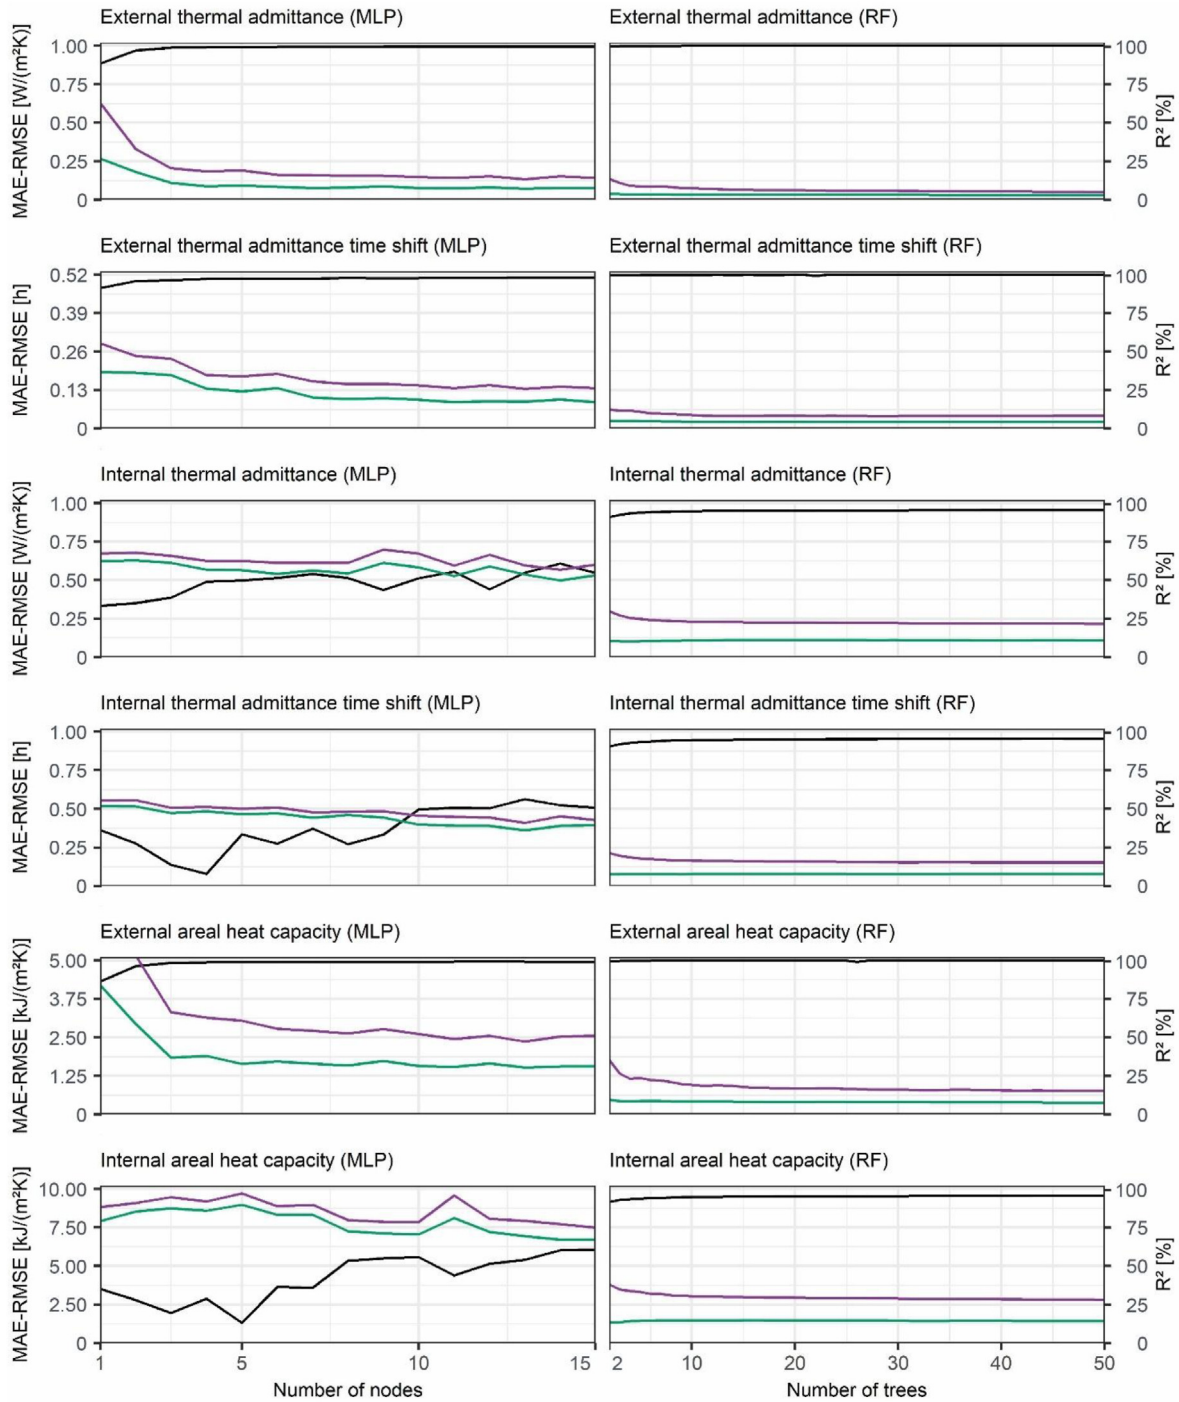 External thermal admittance (MLP)
External thermal admittance (RF)
MAE-RMSE [W/(m²K)]
1.00
0.75
0.50
0.25
0
100
75
50
25
0
R² [%]
External thermal admittance time shift (MLP)
External thermal admittance time shift (RF)
MAE-RMSE [h]
0.52
0.39
0.26
0.13
0
100
75
50
25
0
R² [%]
Internal thermal admittance (MLP)
Internal thermal admittance (RF)
MAE-RMSE [W/(m²K)]
1.00
0.75
0.50
0.25
0
100
75
50
25
0
R² [%]
Internal thermal admittance time shift (MLP)
Internal thermal admittance time shift (RF)
MAE-RMSE [h]
1.00
0.75
0.50
0.25
0
100
75
50
25
0
R² [%]
External areal heat capacity (MLP)
External areal heat capacity (RF)
MAE-RMSE [kJ/(m²K)]
5.00
3.75
2.50
1.25
0
100
75
50
25
0
R² [%]
Internal areal heat capacity (MLP)
Internal areal heat capacity (RF)
MAE-RMSE [kJ/(m²K)]
10.00
7.50
5.00
2.50
0
100
75
50
25
0
R² [%]
1 5 10 15
2 10 20 30 40 50
Number of nodes
Number of trees